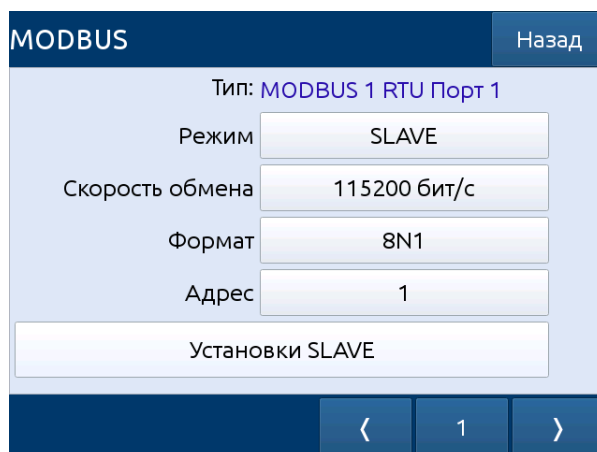 MODBUS Назад
Тип: MODBUS 1 RTU Порт 1
Режим SLAVE
Скорость обмена 115200 бит/с
Формат 8N1
Адрес 1
Установки SLAVE
⟨ 1 ⟩